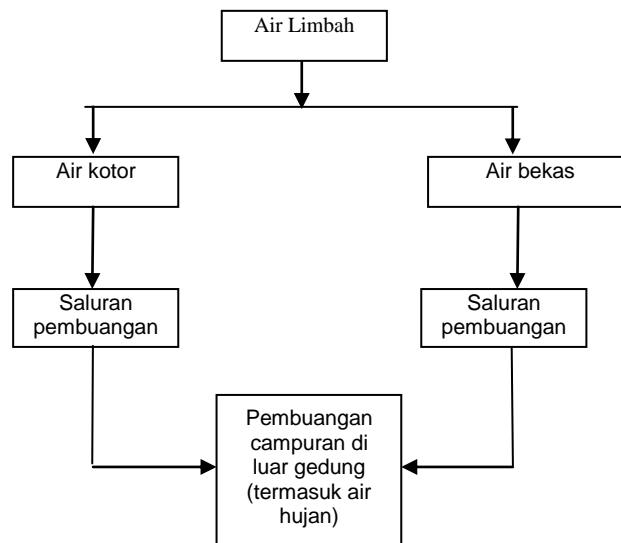 Air Limbah
Air kotor
Air bekas
Saluran
pembuangan
Saluran
pembuangan
Pembuangan
campuran di
luar gedung
(termasuk air
hujan)